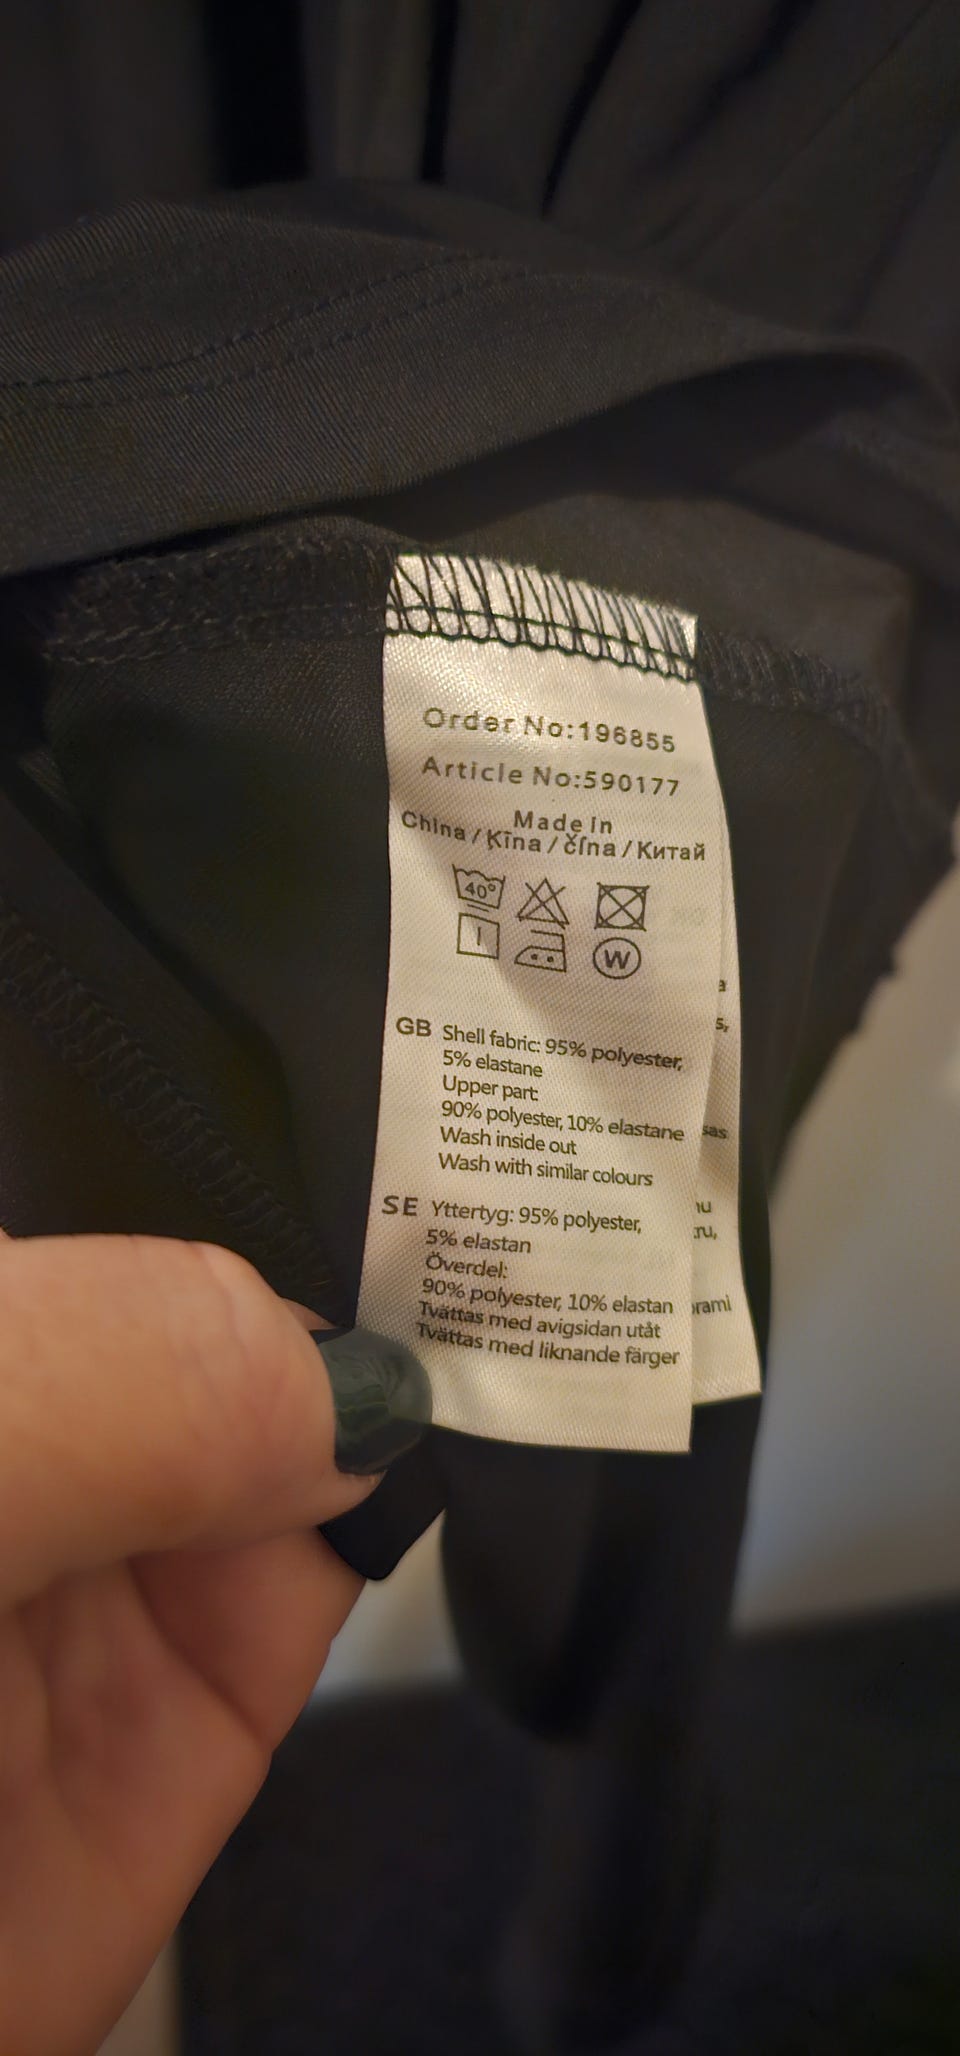 Order No:196855
Article No:590177
Made in
China / Ķīna / čína / Китай
40°
W
GB Shell fabric: 95% polyester,
5% elastane
Upper part:
90% polyester, 10% elastane
Wash inside out
Wash with similar colours
SE Yttertyg: 95% polyester,
5% elastan
Överdel:
90% polyester, 10% elastan
Tvättas med avigsidan utåt
Tvättas med liknande färger